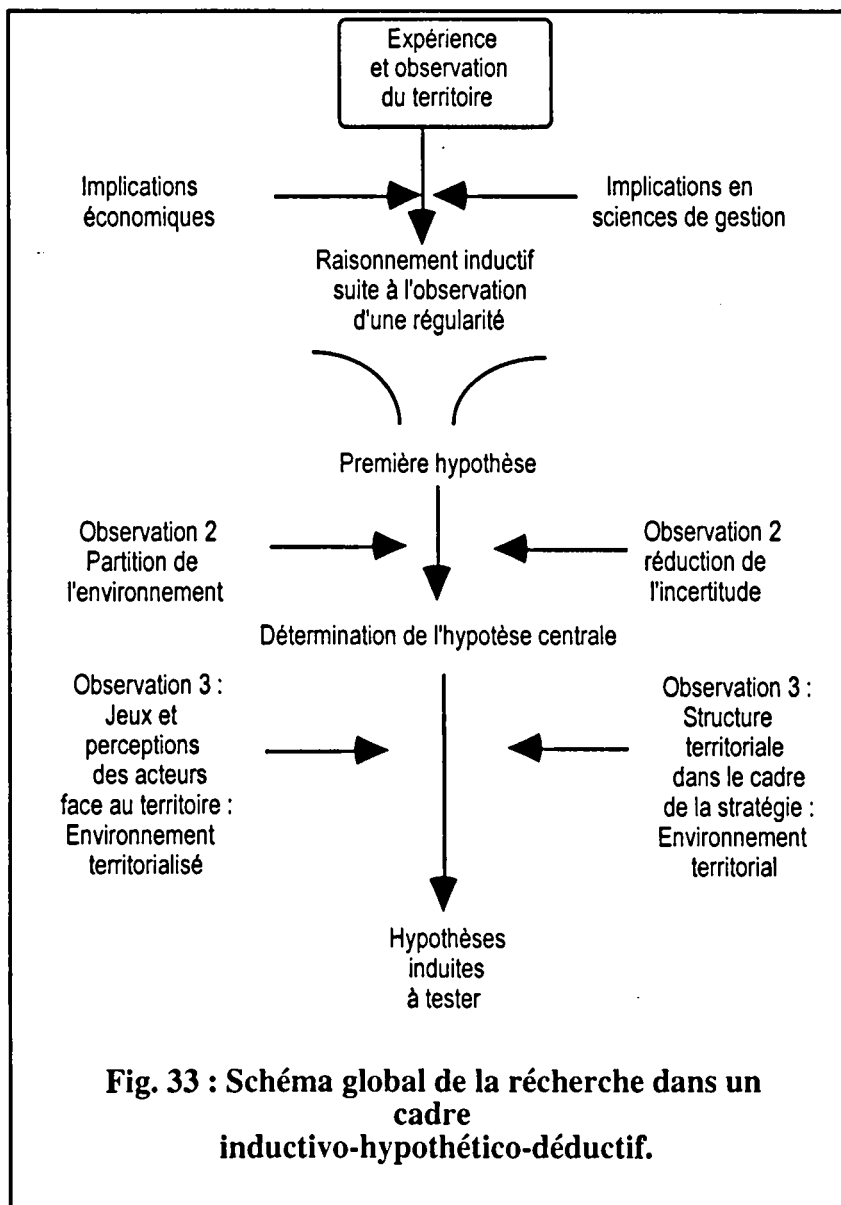 Expérience
et observation
du territoire
Implications
économiques
Implications en
sciences de gestion
Raisonnement inductif
suite à l'observation
d'une régularité
Première hypothèse
Observation 2
Partition de
l'environnement
Observation 2
réduction de
l'incertitude
Détermination de l'hypotèse centrale
Observation 3 :
Jeux et
perceptions
des acteurs
face au territoire :
Environnement
territorialisé
Observation 3 :
Structure
territoriale
dans le cadre
de la stratégie :
Environnement
territorial
Hypothèses
induites
à tester
Fig. 33 : Schéma global de la récherche dans un
cadre
inductivo-hypothético-déductif.